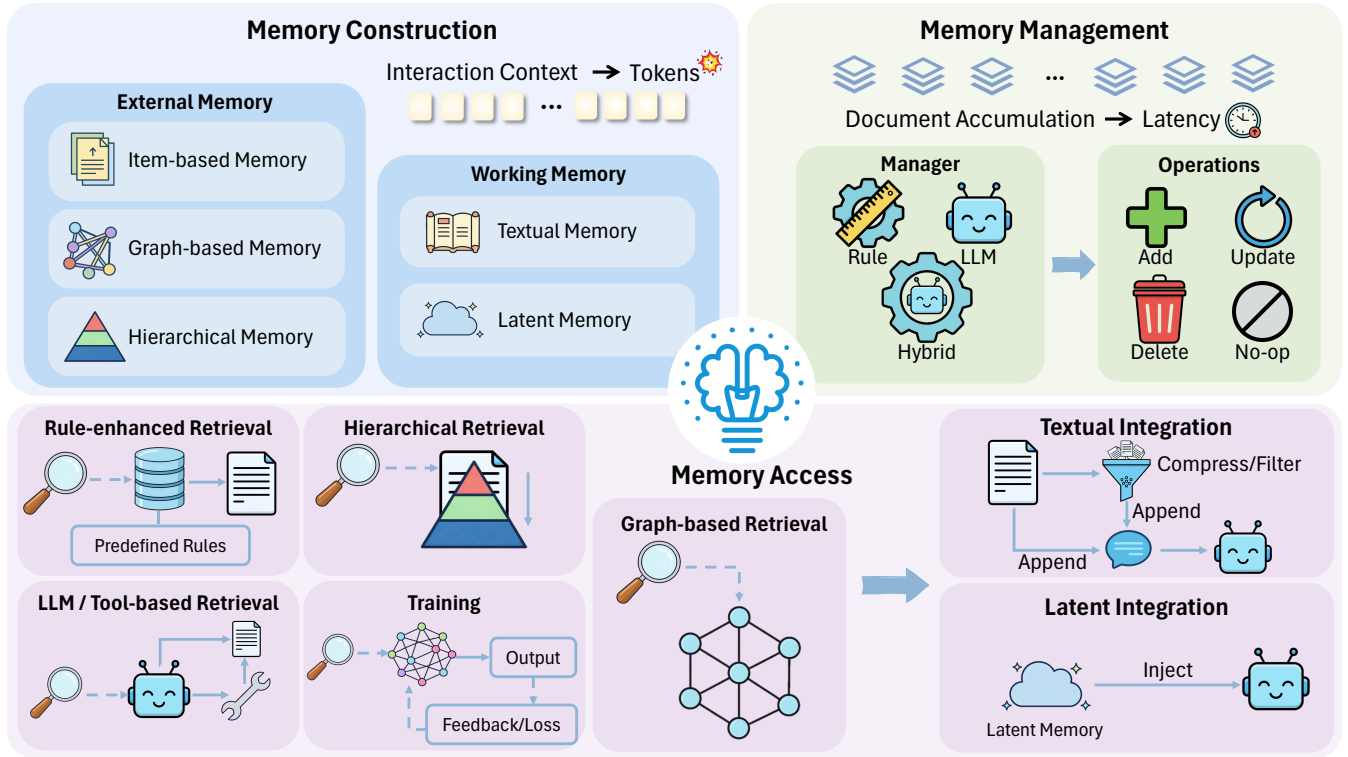 Memory Construction
Interaction Context → Tokens
...
External Memory
Item-based Memory
Graph-based Memory
Hierarchical Memory
Working Memory
Textual Memory
Latent Memory
Memory Management
...
Document Accumulation → Latency
Manager
Rule
LLM
Hybrid
Operations
Add
Update
Delete
No-op
Memory Access
Rule-enhanced Retrieval
Predefined Rules
Hierarchical Retrieval
LLM / Tool-based Retrieval
Training
Output
Feedback/Loss
Graph-based Retrieval
Textual Integration
Compress/Filter
Append
Append
Latent Integration
Inject
Latent Memory